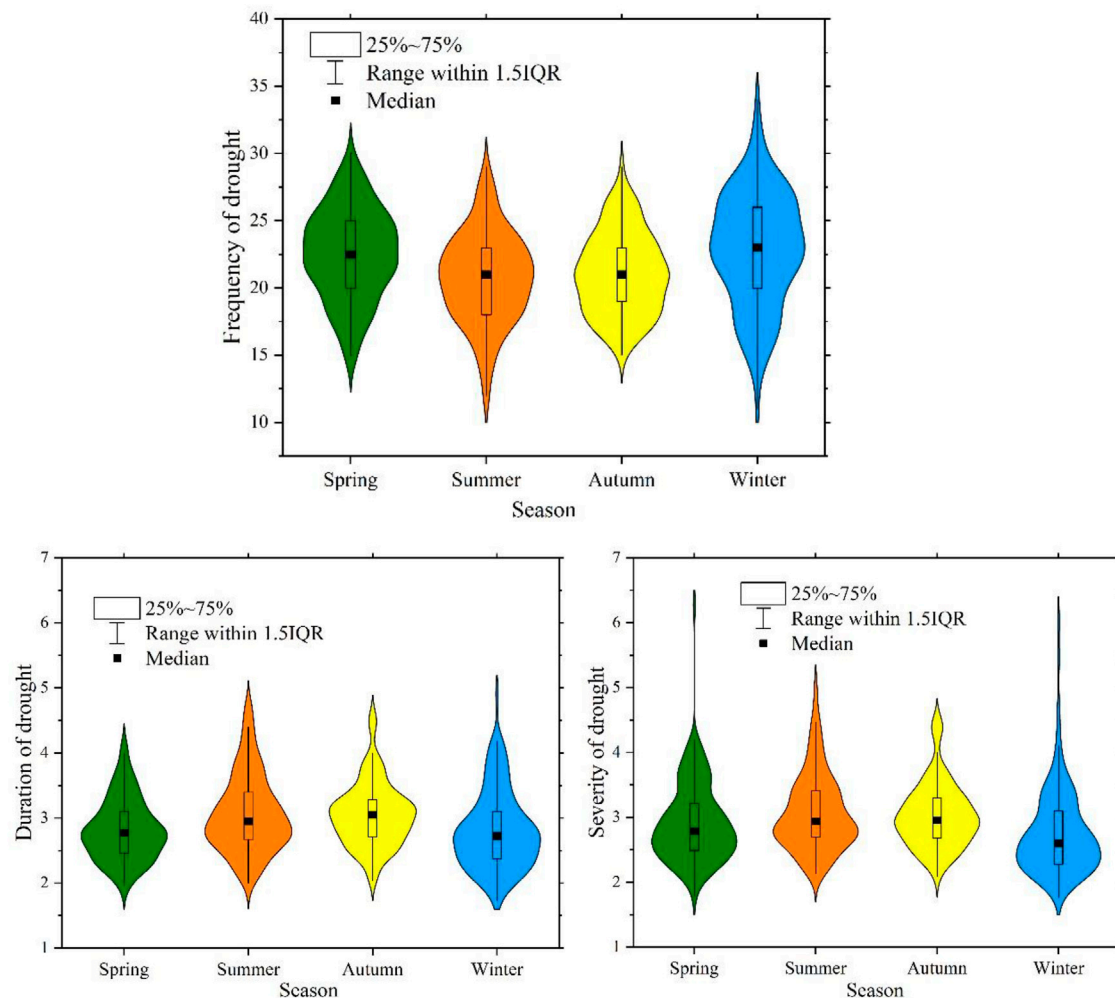 40
35
30
25
20
15
10
Frequency of drought
25%~75%
Range within 1.5IQR
Median
Spring Summer Autumn Winter
Season
7
6
5
4
3
2
1
Duration of drought
25%~75%
Range within 1.5IQR
Median
Spring Summer Autumn Winter
Season
7
6
5
4
3
2
1
Severity of drought
25%~75%
Range within 1.5IQR
Median
Spring Summer Autumn Winter
Season